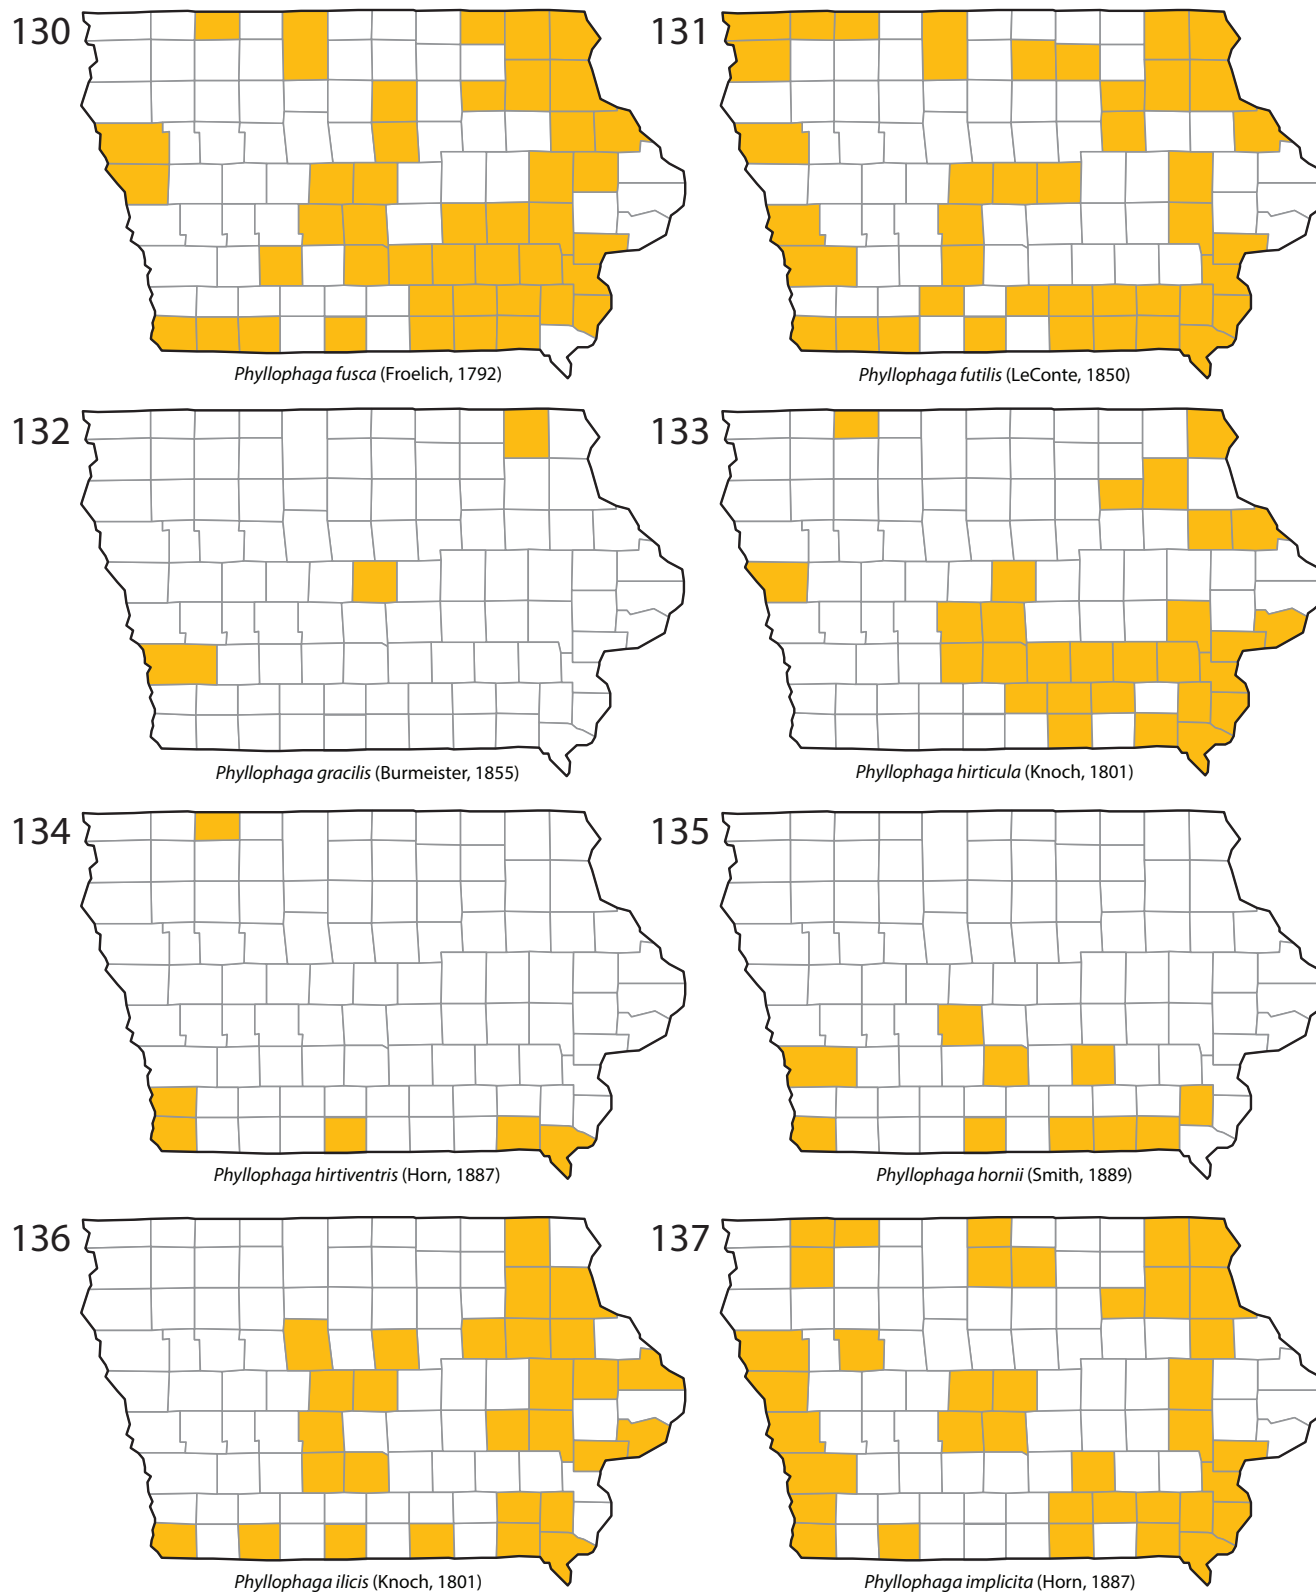 130
131
Phyllophaga fusca (Froelich, 1792)
Phyllophaga futilis (LeConte, 1850)
132
133
Phyllophaga gracilis (Burmeister, 1855)
Phyllophaga hirticula (Knoch, 1801)
134
135
Phyllophaga hirtiventris (Horn, 1887)
Phyllophaga hornii (Smith, 1889)
136
137
Phyllophaga ilicis (Knoch, 1801)
Phyllophaga implicita (Horn, 1887)